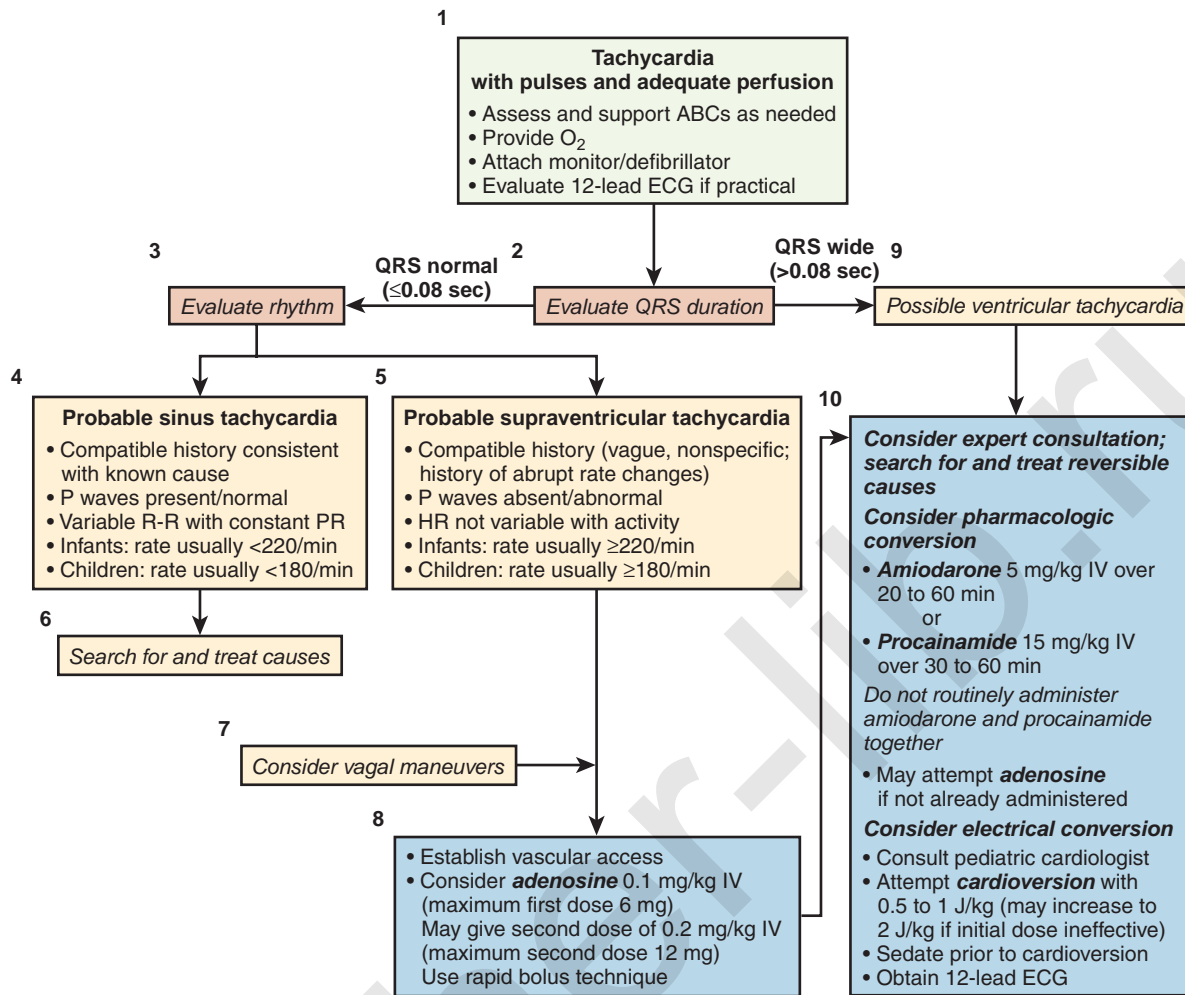 1
Tachycardia
with pulses and adequate perfusion
• Assess and support ABCs as needed
• Provide O₂
• Attach monitor/defibrillator
• Evaluate 12-lead ECG if practical
2
Evaluate QRS duration
QRS normal
(≤0.08 sec)
3
Evaluate rhythm
4
Probable sinus tachycardia
• Compatible history consistent
with known cause
• P waves present/normal
• Variable R-R with constant PR
• Infants: rate usually <220/min
• Children: rate usually <180/min
5
Probable supraventricular tachycardia
• Compatible history (vague, nonspecific;
history of abrupt rate changes)
• P waves absent/abnormal
• HR not variable with activity
• Infants: rate usually ≥220/min
• Children: rate usually ≥180/min
6
Search for and treat causes
7
Consider vagal maneuvers
8
• Establish vascular access
• Consider adenosine 0.1 mg/kg IV
(maximum first dose 6 mg)
May give second dose of 0.2 mg/kg IV
(maximum second dose 12 mg)
Use rapid bolus technique
QRS wide
(>0.08 sec)
9
Possible ventricular tachycardia
10
Consider expert consultation;
search for and treat reversible
causes
Consider pharmacologic
conversion
• Amiodarone 5 mg/kg IV over
20 to 60 min
or
• Procainamide 15 mg/kg IV
over 30 to 60 min
Do not routinely administer
amiodarone and procainamide
together
• May attempt adenosine
if not already administered
Consider electrical conversion
• Consult pediatric cardiologist
• Attempt cardioversion with
0.5 to 1 J/kg (may increase to
2 J/kg if initial dose ineffective)
• Sedate prior to cardioversion
• Obtain 12-lead ECG